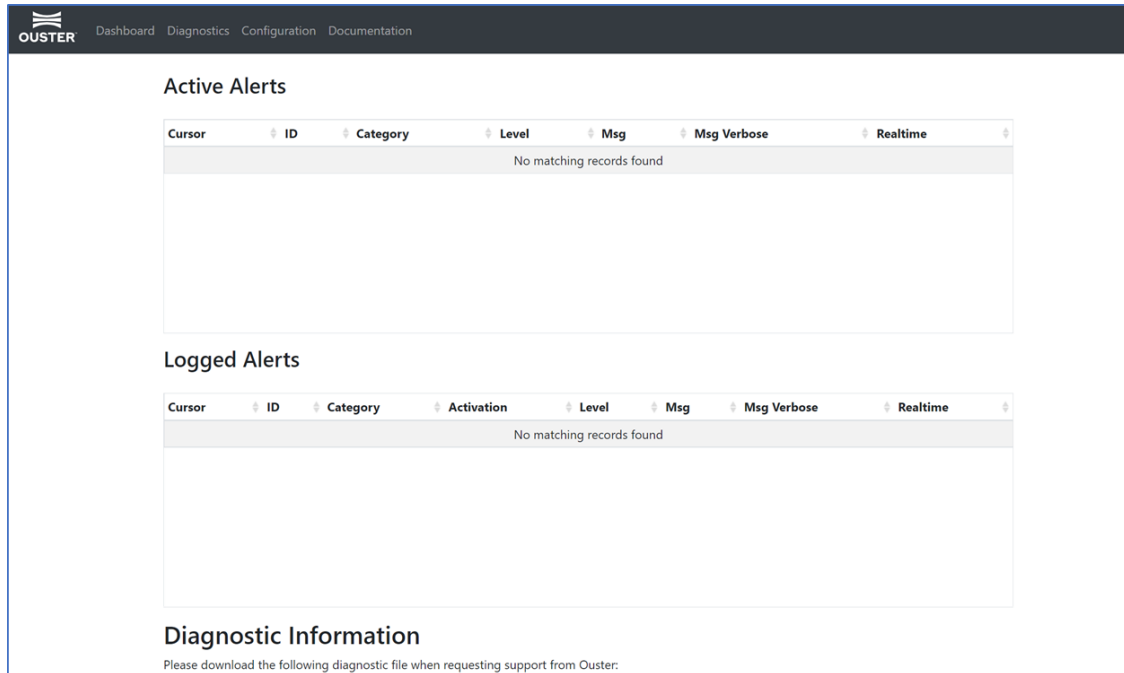 OUSTER
Dashboard Diagnostics Configuration Documentation
Active Alerts
Cursor ID Category Level Msg Msg Verbose Realtime
No matching records found
Logged Alerts
Cursor ID Category Activation Level Msg Msg Verbose Realtime
No matching records found
Diagnostic Information
Please download the following diagnostic file when requesting support from Ouster: